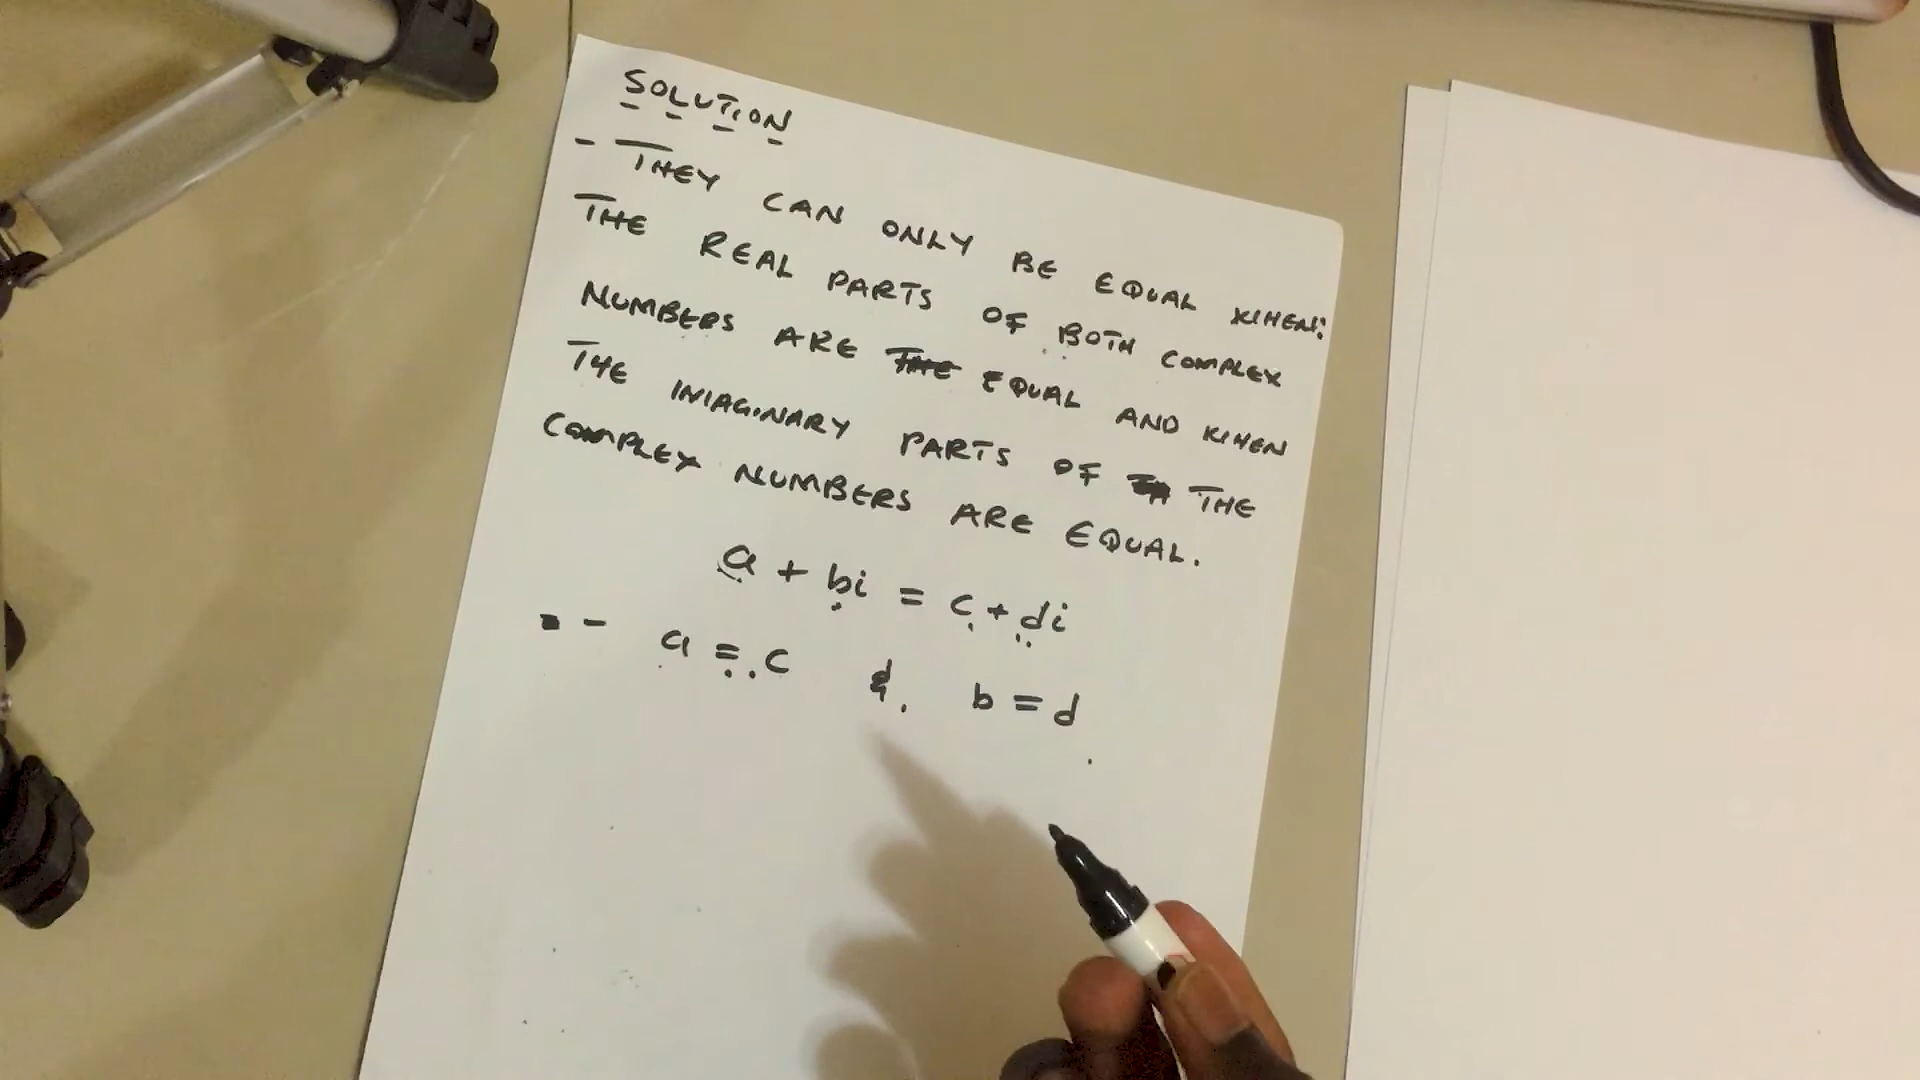 SOLUTION
- THEY CAN ONLY BE EQUAL WHEN:
THE REAL PARTS OF BOTH COMPLEX
NUMBERS ARE EQUAL AND WHEN
THE IMAGINARY PARTS OF THE
COMPLEX NUMBERS ARE EQUAL.
a + bi = c + di
- a = c & b = d